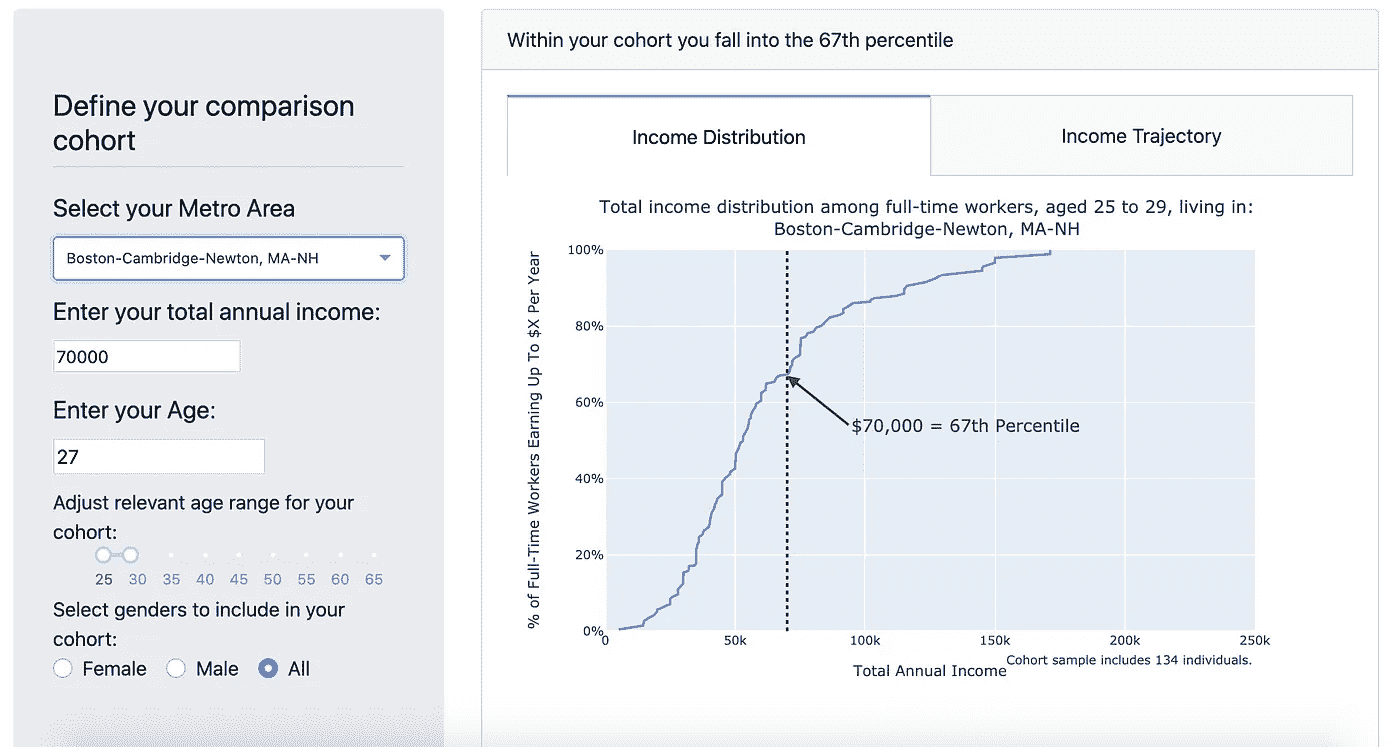 Define your comparison
cohort
Select your Metro Area
Boston-Cambridge-Newton, MA-NH
Enter your total annual income:
70000
Enter your Age:
27
Adjust relevant age range for your
cohort:
25 30 35 40 45 50 55 60 65
Select genders to include in your
cohort:
Female Male All
Within your cohort you fall into the 67th percentile
Income Distribution
Income Trajectory
Total income distribution among full-time workers, aged 25 to 29, living in:
Boston-Cambridge-Newton, MA-NH
% of Full-Time Workers Earning Up To $X Per Year
100%
80%
60%
40%
20%
0%
$70,000 = 67th Percentile
0 50k 100k 150k 200k 250k
Total Annual Income
Cohort sample includes 134 individuals.